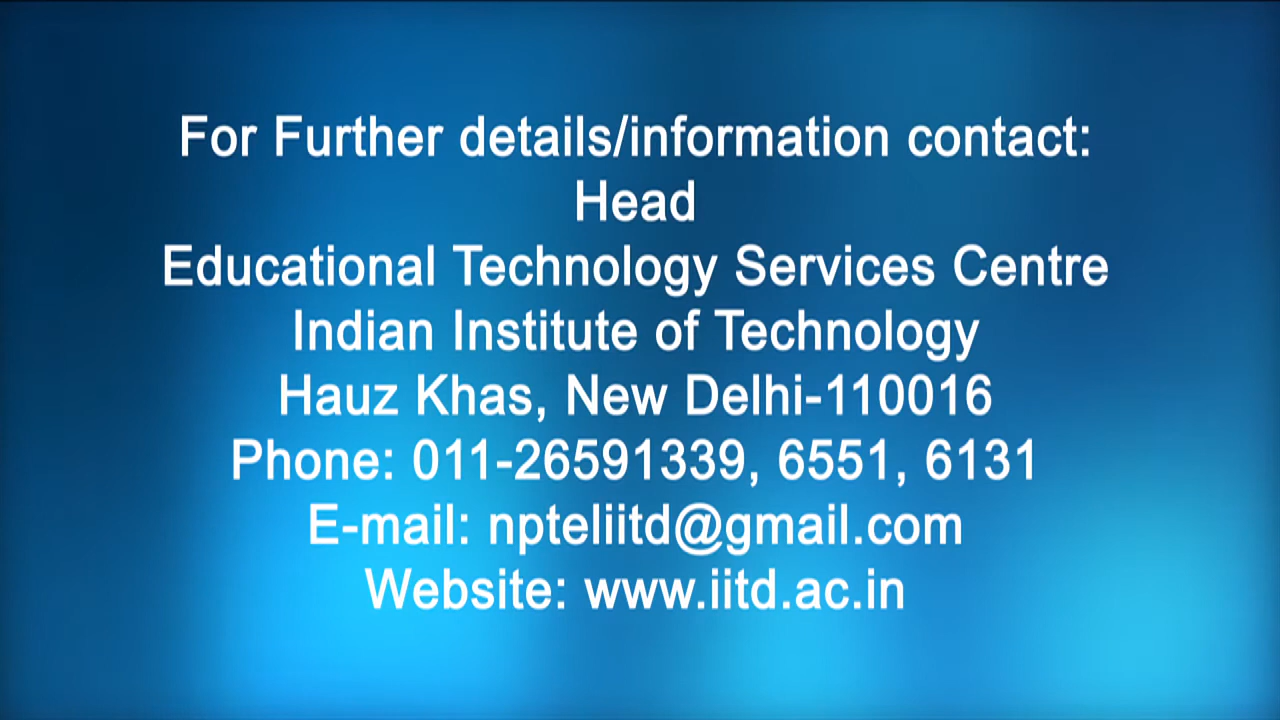 For Further details/information contact:
Head
Educational Technology Services Centre
Indian Institute of Technology
Hauz Khas, New Delhi-110016
Phone: 011-26591339, 6551, 6131
E-mail: npteliitd@gmail.com
Website: www.iitd.ac.in